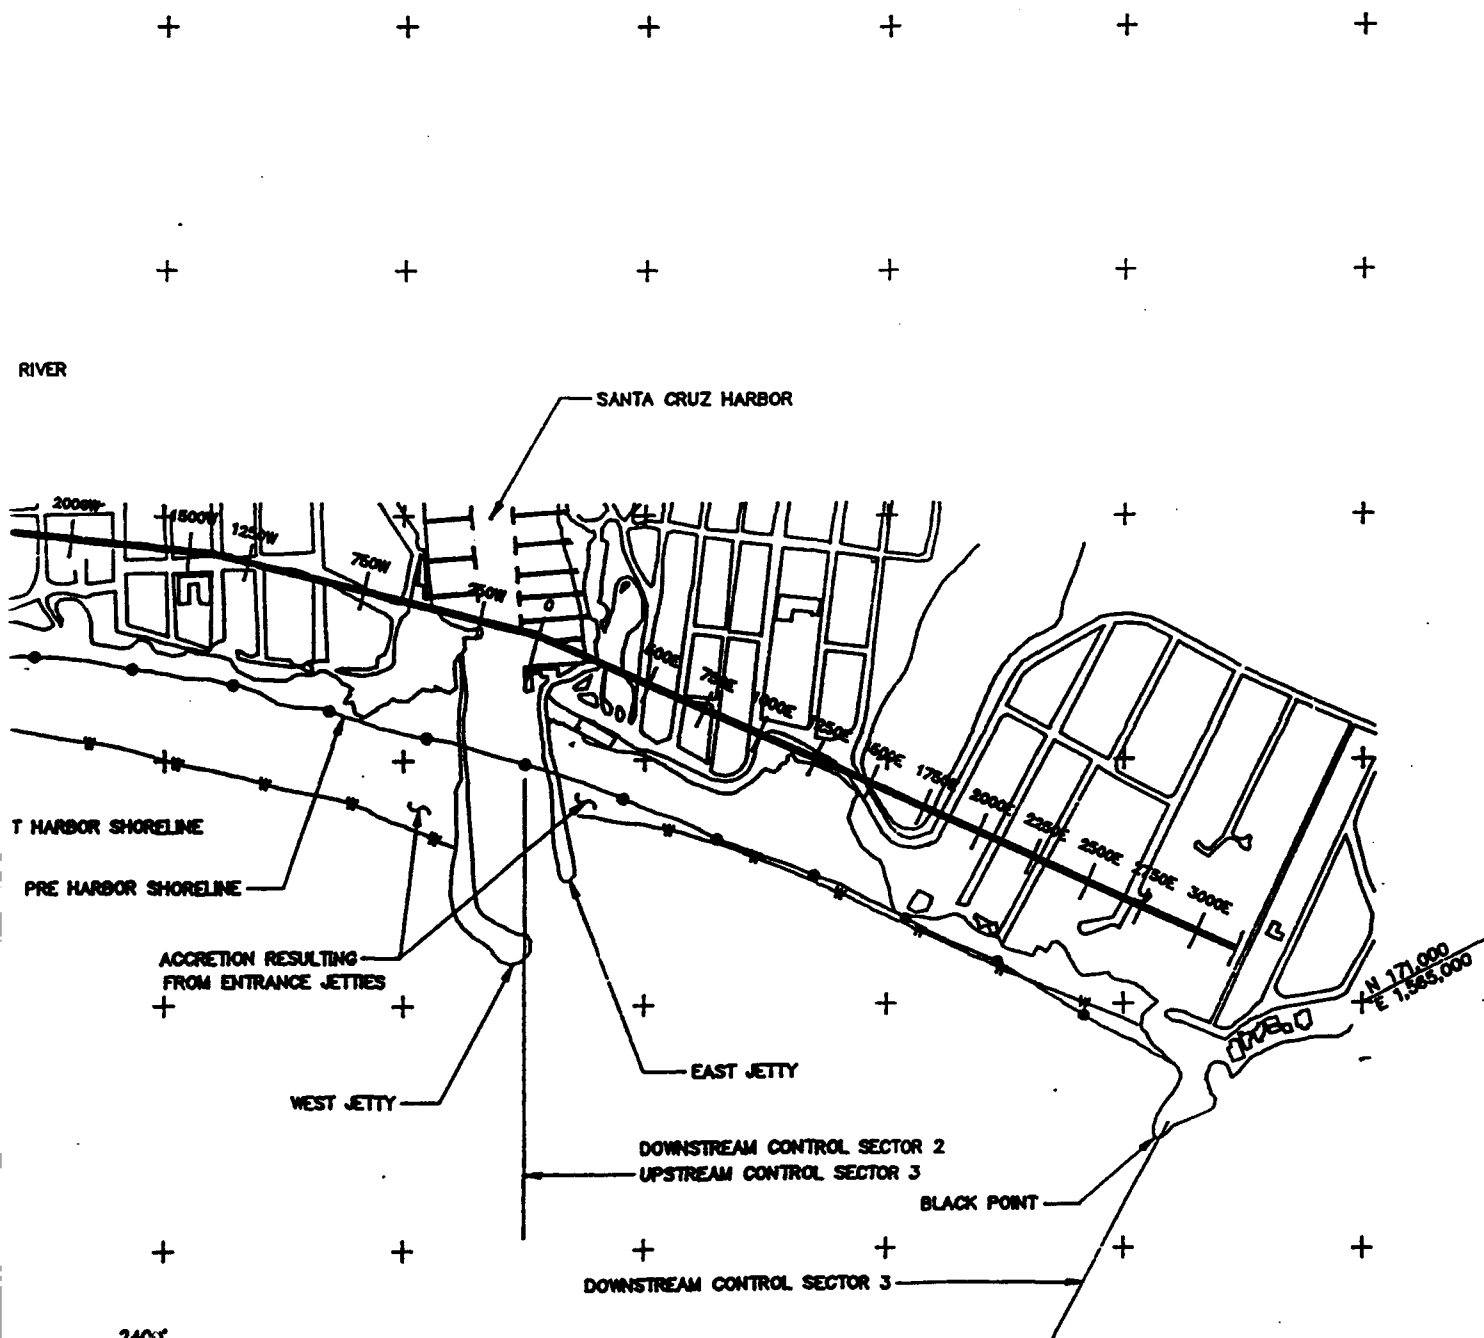 RIVER
SANTA CRUZ HARBOR
2000W
1500W
1250W
750W
250W
0
500E
750E
1000E
1250E
1500E
1750E
2000E
2250E
2500E
2750E
3000E
W W W W W
W W W W W W
T HARBOR SHORELINE
PRE HARBOR SHORELINE
ACCRETION RESULTING
FROM ENTRANCE JETTIES
N 171,000
E 1,565,000
EAST JETTY
WEST JETTY
DOWNSTREAM CONTROL SECTOR 2
UPSTREAM CONTROL SECTOR 3
BLACK POINT
DOWNSTREAM CONTROL SECTOR 3